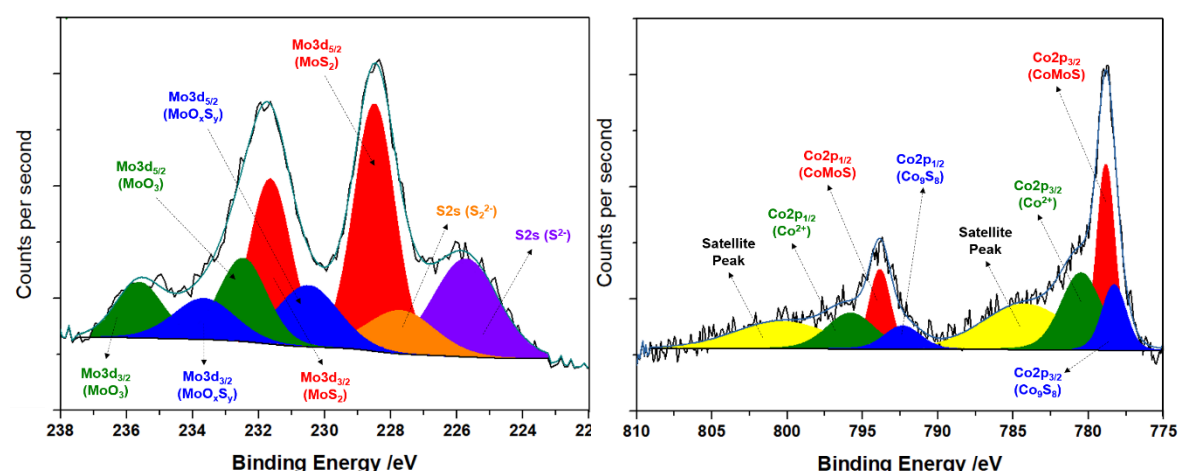 Counts per second
Mo3d5/2
(MoS2)
Mo3d5/2
(MoOxSy)
Mo3d5/2
(MoO3)
S2s (S2²⁻)
S2s (S²⁻)
Mo3d3/2
(MoO3)
Mo3d3/2
(MoOxSy)
Mo3d3/2
(MoS2)
238 236 234 232 230 228 226 224 22
Binding Energy /eV
Counts per second
Co2p3/2
(CoMoS)
Co2p1/2
(CoMoS)
Co2p1/2
(Co9S8)
Co2p3/2
(Co²⁺)
Co2p1/2
(Co²⁺)
Satellite
Peak
Satellite
Peak
Co2p3/2
(Co9S8)
810 805 800 795 790 785 780 775
Binding Energy /eV